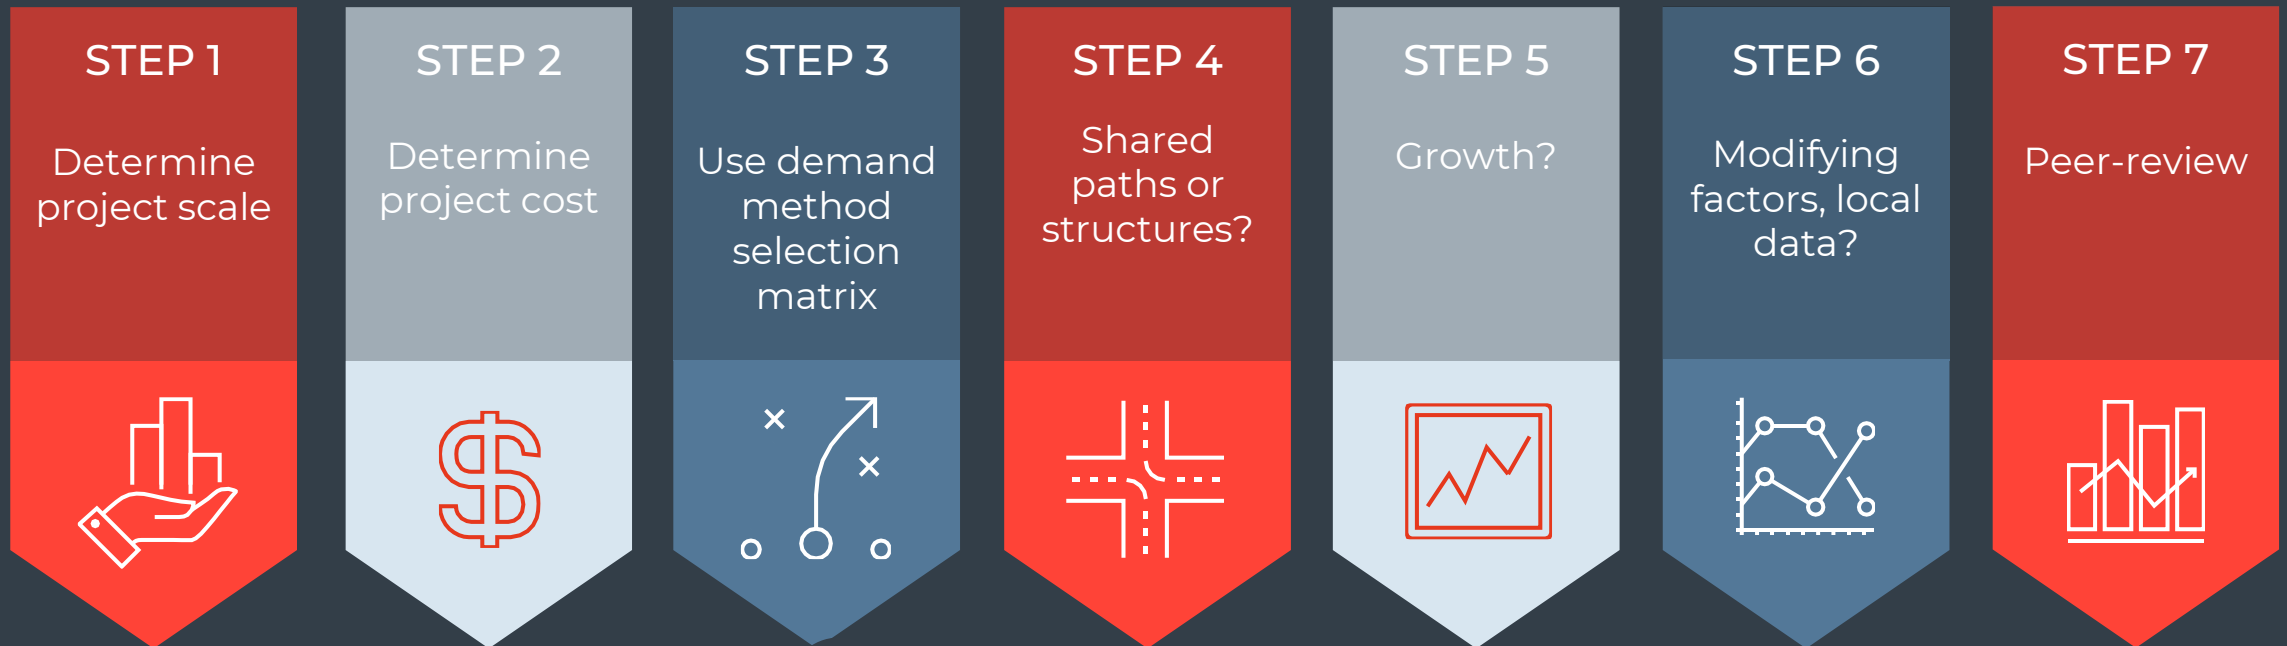 STEP 1
Determine
project scale
STEP 2
Determine
project cost
STEP 3
Use demand
method
selection
matrix
STEP 4
Shared
paths or
structures?
STEP 5
Growth?
STEP 6
Modifying
factors, local
data?
STEP 7
Peer-review
$